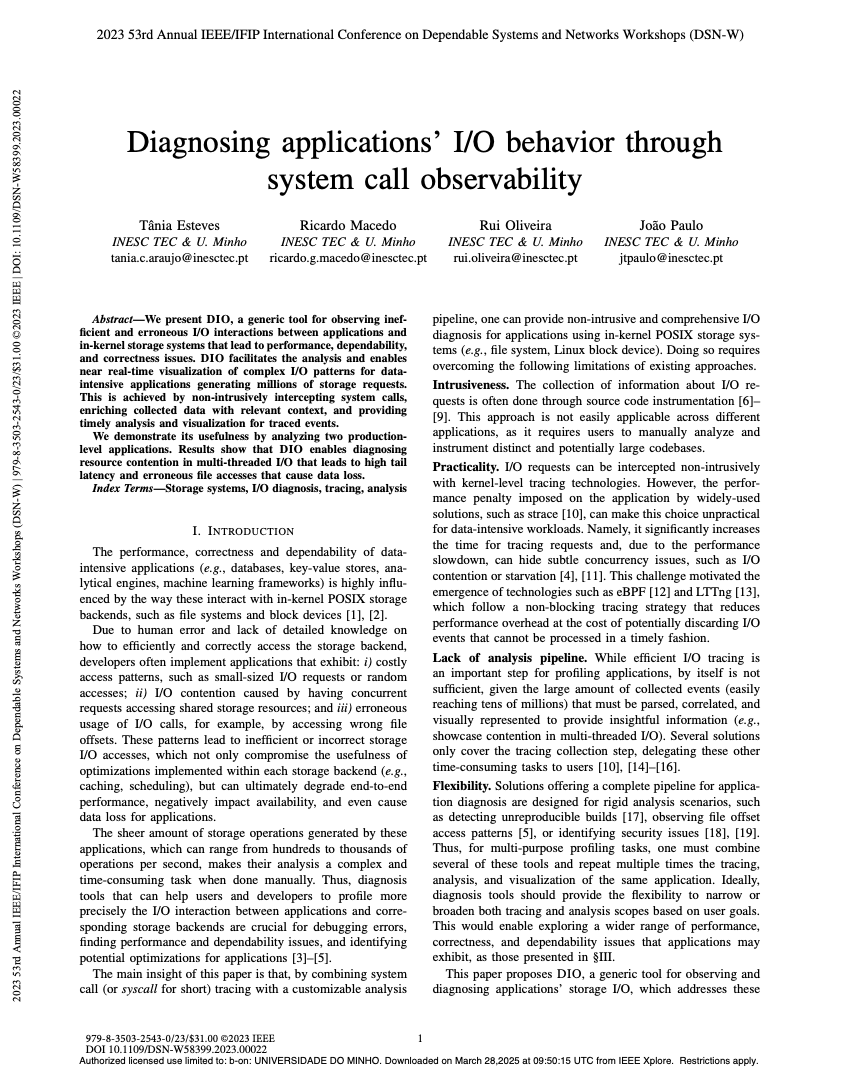 2023 53rd Annual IEEE/IFIP International Conference on Dependable Systems and Networks Workshops (DSN-W)
2023 53rd Annual IEEE/IFIP International Conference on Dependable Systems and Networks Workshops (DSN-W) | 979-8-3503-2543-0/23/$31.00 ©2023 IEEE | DOI: 10.1109/DSN-W58399.2023.00022
Diagnosing applications’ I/O behavior through
system call observability
Tânia Esteves
INESC TEC & U. Minho
tania.c.araujo@inesctec.pt
Ricardo Macedo
INESC TEC & U. Minho
ricardo.g.macedo@inesctec.pt
Rui Oliveira
INESC TEC & U. Minho
rui.oliveira@inesctec.pt
João Paulo
INESC TEC & U. Minho
jtpaulo@inesctec.pt
Abstract—We present DIO, a generic tool for observing inef-
ficient and erroneous I/O interactions between applications and
in-kernel storage systems that lead to performance, dependability,
and correctness issues. DIO facilitates the analysis and enables
near real-time visualization of complex I/O patterns for data-
intensive applications generating millions of storage requests.
This is achieved by non-intrusively intercepting system calls,
enriching collected data with relevant context, and providing
timely analysis and visualization for traced events.
We demonstrate its usefulness by analyzing two production-
level applications. Results show that DIO enables diagnosing
resource contention in multi-threaded I/O that leads to high tail
latency and erroneous file accesses that cause data loss.
Index Terms—Storage systems, I/O diagnosis, tracing, analysis
I. INTRODUCTION
The performance, correctness and dependability of data-
intensive applications (e.g., databases, key-value stores, ana-
lytical engines, machine learning frameworks) is highly influ-
enced by the way these interact with in-kernel POSIX storage
backends, such as file systems and block devices [1], [2].
Due to human error and lack of detailed knowledge on
how to efficiently and correctly access the storage backend,
developers often implement applications that exhibit: i) costly
access patterns, such as small-sized I/O requests or random
accesses; ii) I/O contention caused by having concurrent
requests accessing shared storage resources; and iii) erroneous
usage of I/O calls, for example, by accessing wrong file
offsets. These patterns lead to inefficient or incorrect storage
I/O accesses, which not only compromise the usefulness of
optimizations implemented within each storage backend (e.g.,
caching, scheduling), but can ultimately degrade end-to-end
performance, negatively impact availability, and even cause
data loss for applications.
The sheer amount of storage operations generated by these
applications, which can range from hundreds to thousands of
operations per second, makes their analysis a complex and
time-consuming task when done manually. Thus, diagnosis
tools that can help users and developers to profile more
precisely the I/O interaction between applications and corre-
sponding storage backends are crucial for debugging errors,
finding performance and dependability issues, and identifying
potential optimizations for applications [3]–[5].
The main insight of this paper is that, by combining system
call (or syscall for short) tracing with a customizable analysis
pipeline, one can provide non-intrusive and comprehensive I/O
diagnosis for applications using in-kernel POSIX storage sys-
tems (e.g., file system, Linux block device). Doing so requires
overcoming the following limitations of existing approaches.
Intrusiveness. The collection of information about I/O re-
quests is often done through source code instrumentation [6]–
[9]. This approach is not easily applicable across different
applications, as it requires users to manually analyze and
instrument distinct and potentially large codebases.
Practicality. I/O requests can be intercepted non-intrusively
with kernel-level tracing technologies. However, the perfor-
mance penalty imposed on the application by widely-used
solutions, such as strace [10], can make this choice unpractical
for data-intensive workloads. Namely, it significantly increases
the time for tracing requests and, due to the performance
slowdown, can hide subtle concurrency issues, such as I/O
contention or starvation [4], [11]. This challenge motivated the
emergence of technologies such as eBPF [12] and LTTng [13],
which follow a non-blocking tracing strategy that reduces
performance overhead at the cost of potentially discarding I/O
events that cannot be processed in a timely fashion.
Lack of analysis pipeline. While efficient I/O tracing is
an important step for profiling applications, by itself is not
sufficient, given the large amount of collected events (easily
reaching tens of millions) that must be parsed, correlated, and
visually represented to provide insightful information (e.g.,
showcase contention in multi-threaded I/O). Several solutions
only cover the tracing collection step, delegating these other
time-consuming tasks to users [10], [14]–[16].
Flexibility. Solutions offering a complete pipeline for applica-
tion diagnosis are designed for rigid analysis scenarios, such
as detecting unreproducible builds [17], observing file offset
access patterns [5], or identifying security issues [18], [19].
Thus, for multi-purpose profiling tasks, one must combine
several of these tools and repeat multiple times the tracing,
analysis, and visualization of the same application. Ideally,
diagnosis tools should provide the flexibility to narrow or
broaden both tracing and analysis scopes based on user goals.
This would enable exploring a wider range of performance,
correctness, and dependability issues that applications may
exhibit, as those presented in §III.
This paper proposes DIO, a generic tool for observing and
diagnosing applications’ storage I/O, which addresses these
979-8-3503-2543-0/23/$31.00 ©2023 IEEE
DOI 10.1109/DSN-W58399.2023.00022
1
Authorized licensed use limited to: b-on: UNIVERSIDADE DO MINHO. Downloaded on March 28,2025 at 09:50:15 UTC from IEEE Xplore. Restrictions apply.